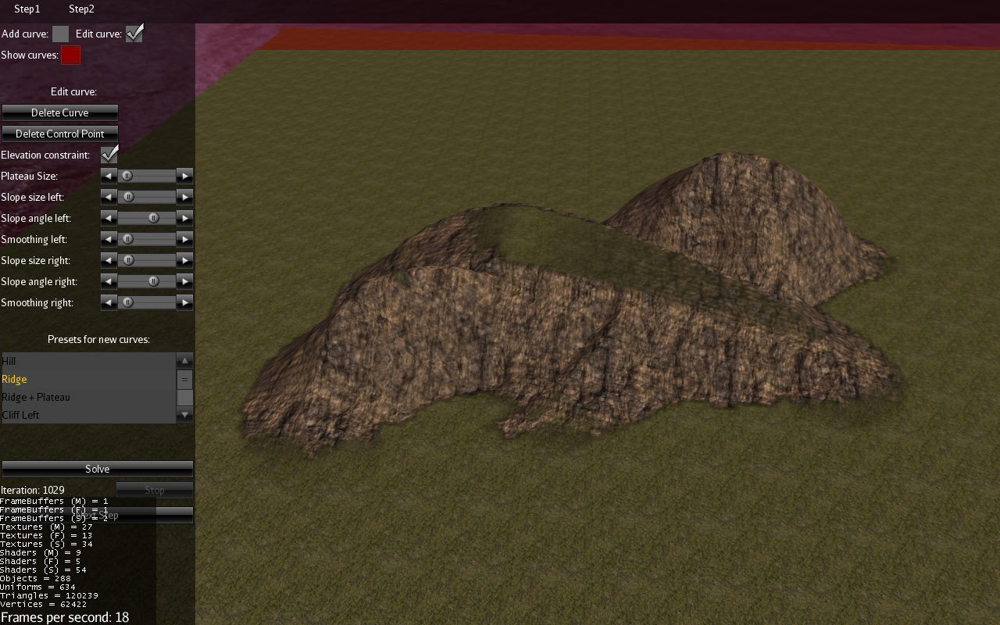 Step1 Step2
Add curve: Edit curve:
Show curves:
Edit curve:
Delete Curve
Delete Control Point
Elevation constraint:
Plateau Size:
Slope size left:
Slope angle left:
Smoothing left:
Slope size right:
Slope angle right:
Smoothing right:
Presets for new curves:
Hill
Ridge
Ridge + Plateau
Cliff Left
Solve
Iteration: 1029 Stop
FrameBuffers (M) = 1
FrameBuffers (F) = 1
FrameBuffers (S) = 2
Next Step
Textures (M) = 27
Textures (F) = 13
Textures (S) = 34
Shaders (M) = 9
Shaders (F) = 5
Shaders (S) = 54
Objects = 288
Uniforms = 634
Triangles = 120239
Vertices = 62422
Frames per second: 18